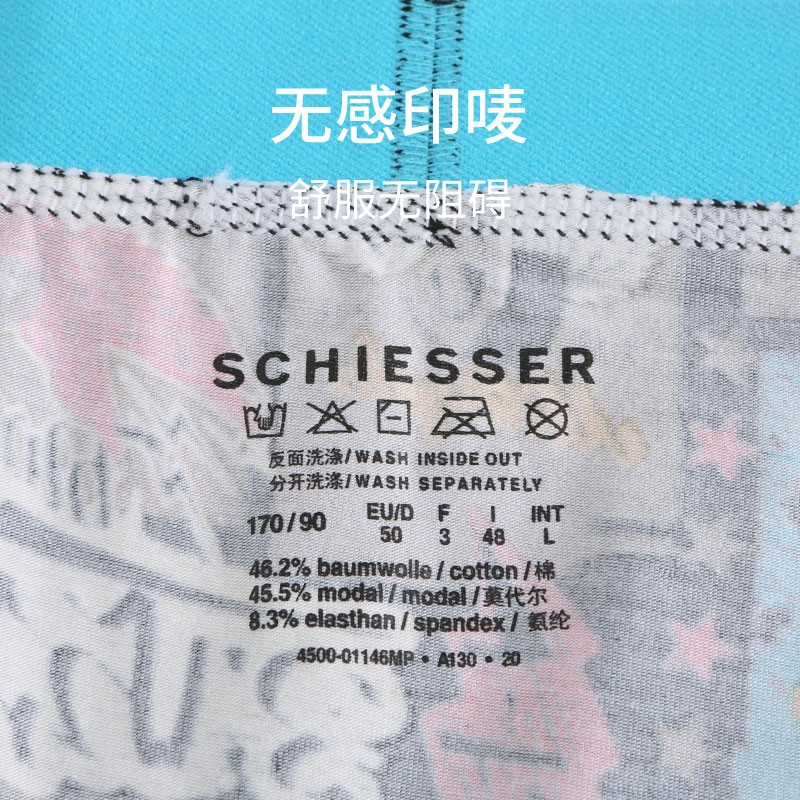 无感印唛
舒服无阻碍
SCHIESSER
反面洗涤/WASH INSIDE OUT
分开洗涤/WASH SEPARATELY
170/90 EU/D F I INT
50 3 48 L
46.2% baumwolle/cotton/棉
45.5% modal/modal/莫代尔
8.3% elasthan/spandex/氨纶
4500-01146MP • A130 • 20